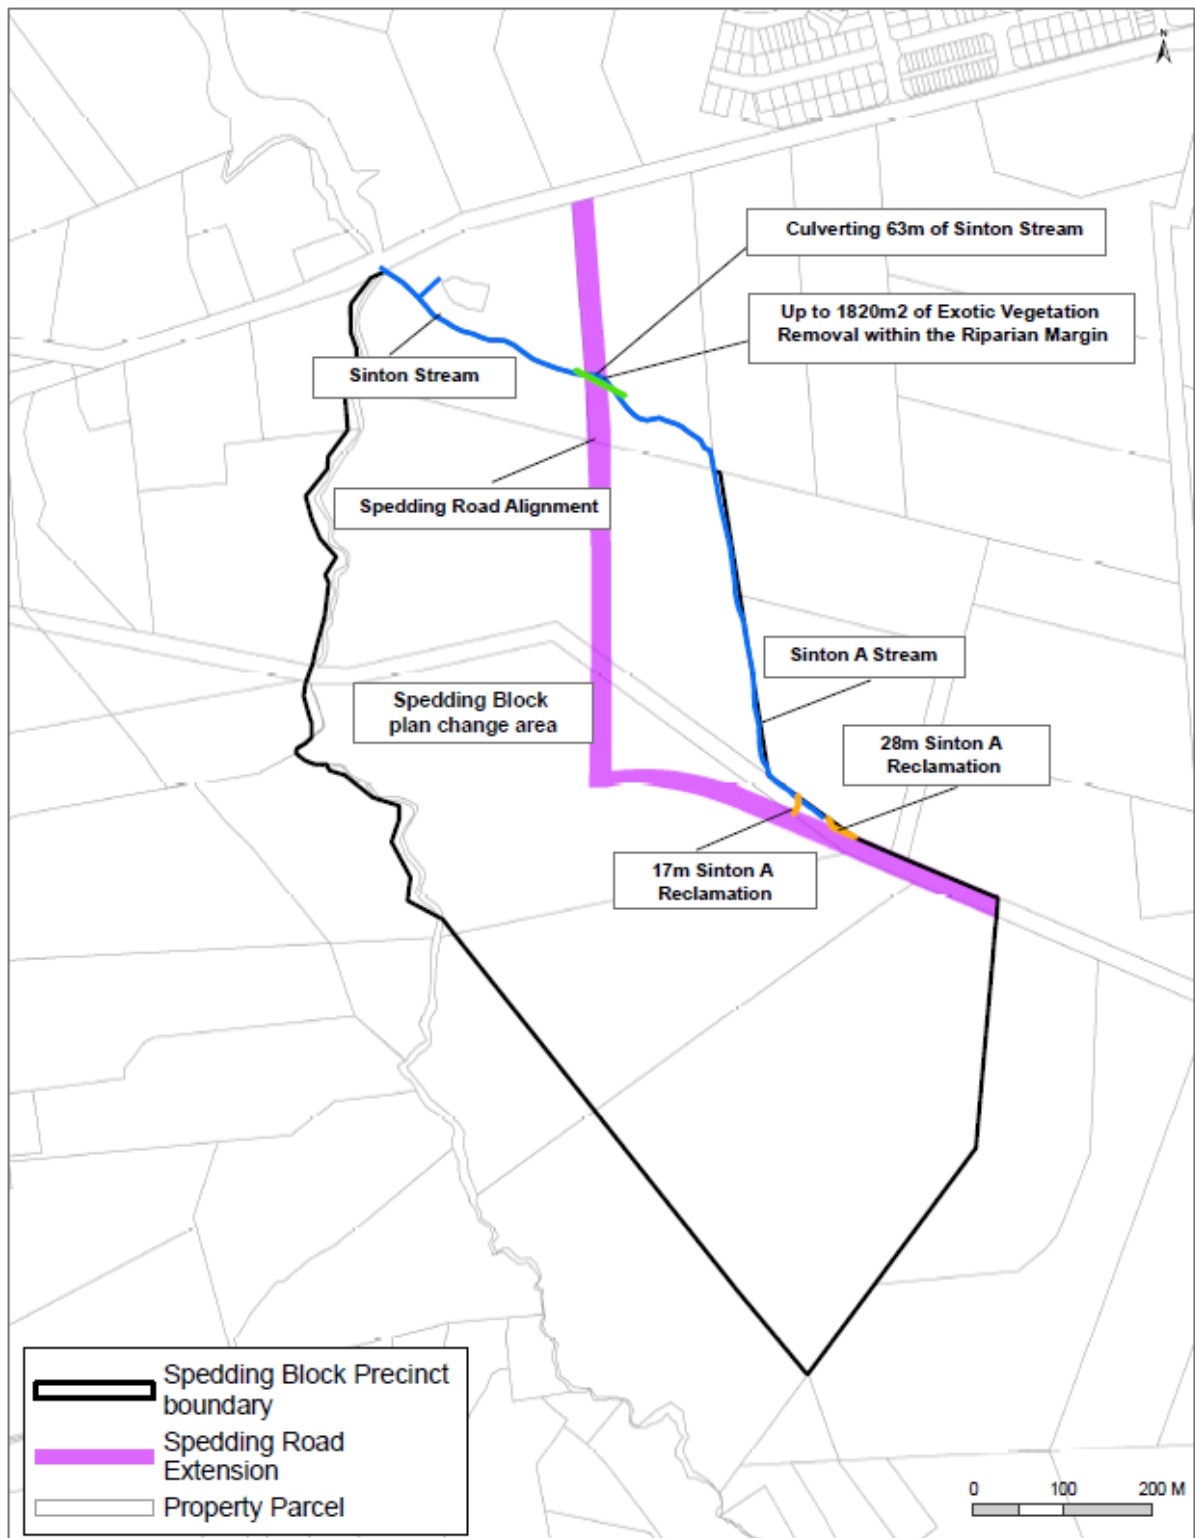 N
Culverting 63m of Sinton Stream
Up to 1820m2 of Exotic Vegetation
Removal within the Riparian Margin
Sinton Stream
Spedding Road Alignment
Sinton A Stream
Spedding Block
plan change area
28m Sinton A
Reclamation
17m Sinton A
Reclamation
Spedding Block Precinct
boundary
Spedding Road
Extension
Property Parcel
0 100 200 M